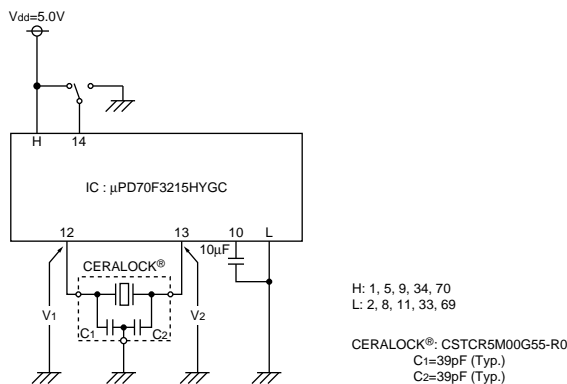 Vdd=5.0V
H
14
IC : µPD70F3215HYGC
12
13
10
L
10µF
CERALOCK®
V1
C1
C2
V2
H: 1, 5, 9, 34, 70
L: 2, 8, 11, 33, 69
CERALOCK®: CSTCR5M00G55-R0
C1=39pF (Typ.)
C2=39pF (Typ.)